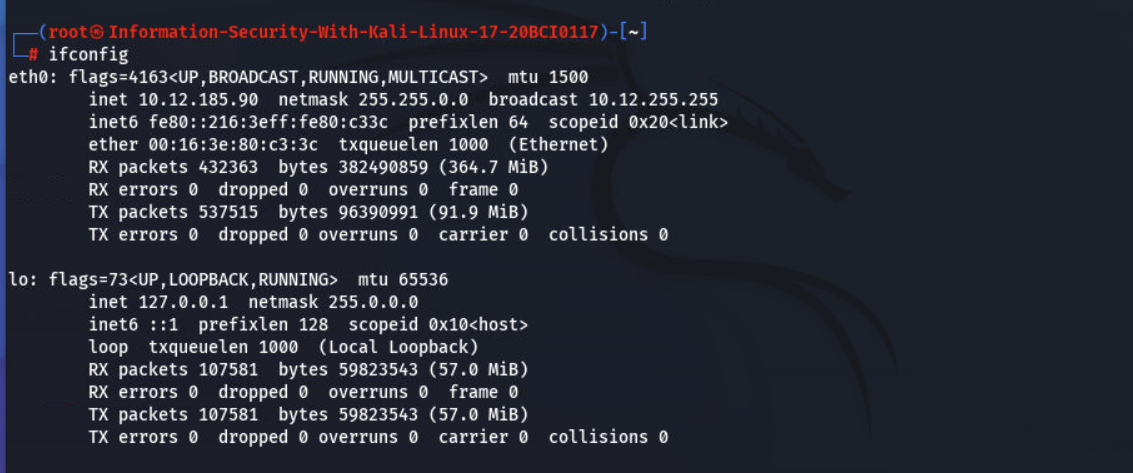 (root㉿Information-Security-With-Kali-Linux-17-20BCI0117)-[~]
# ifconfig
eth0: flags=4163<UP,BROADCAST,RUNNING,MULTICAST>  mtu 1500
        inet 10.12.185.90  netmask 255.255.0.0  broadcast 10.12.255.255
        inet6 fe80::216:3eff:fe80:c33c  prefixlen 64  scopeid 0x20<link>
        ether 00:16:3e:80:c3:3c  txqueuelen 1000  (Ethernet)
        RX packets 432363  bytes 382490859 (364.7 MiB)
        RX errors 0  dropped 0  overruns 0  frame 0
        TX packets 537515  bytes 96390991 (91.9 MiB)
        TX errors 0  dropped 0 overruns 0  carrier 0  collisions 0

lo: flags=73<UP,LOOPBACK,RUNNING>  mtu 65536
        inet 127.0.0.1  netmask 255.0.0.0
        inet6 ::1  prefixlen 128  scopeid 0x10<host>
        loop  txqueuelen 1000  (Local Loopback)
        RX packets 107581  bytes 59823543 (57.0 MiB)
        RX errors 0  dropped 0  overruns 0  frame 0
        TX packets 107581  bytes 59823543 (57.0 MiB)
        TX errors 0  dropped 0 overruns 0  carrier 0  collisions 0